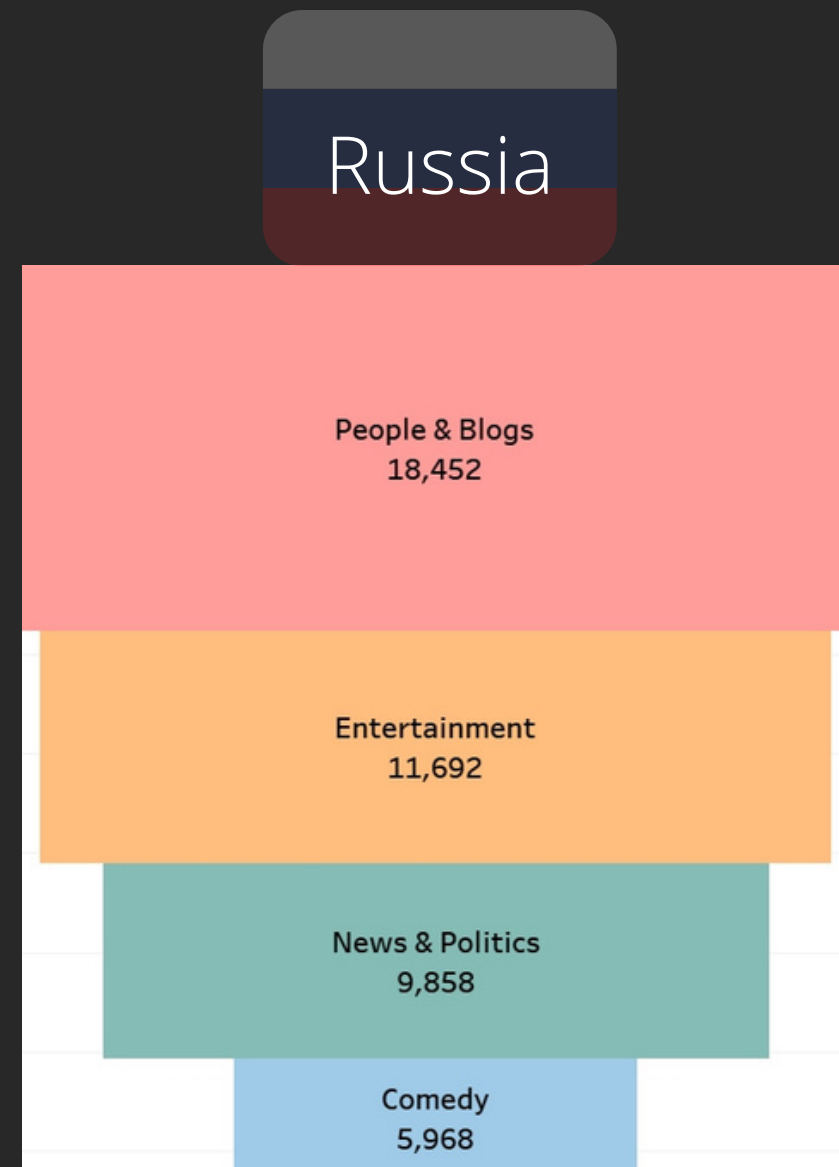 Russia
People & Blogs
18,452
Entertainment
11,692
News & Politics
9,858
Comedy
5,968